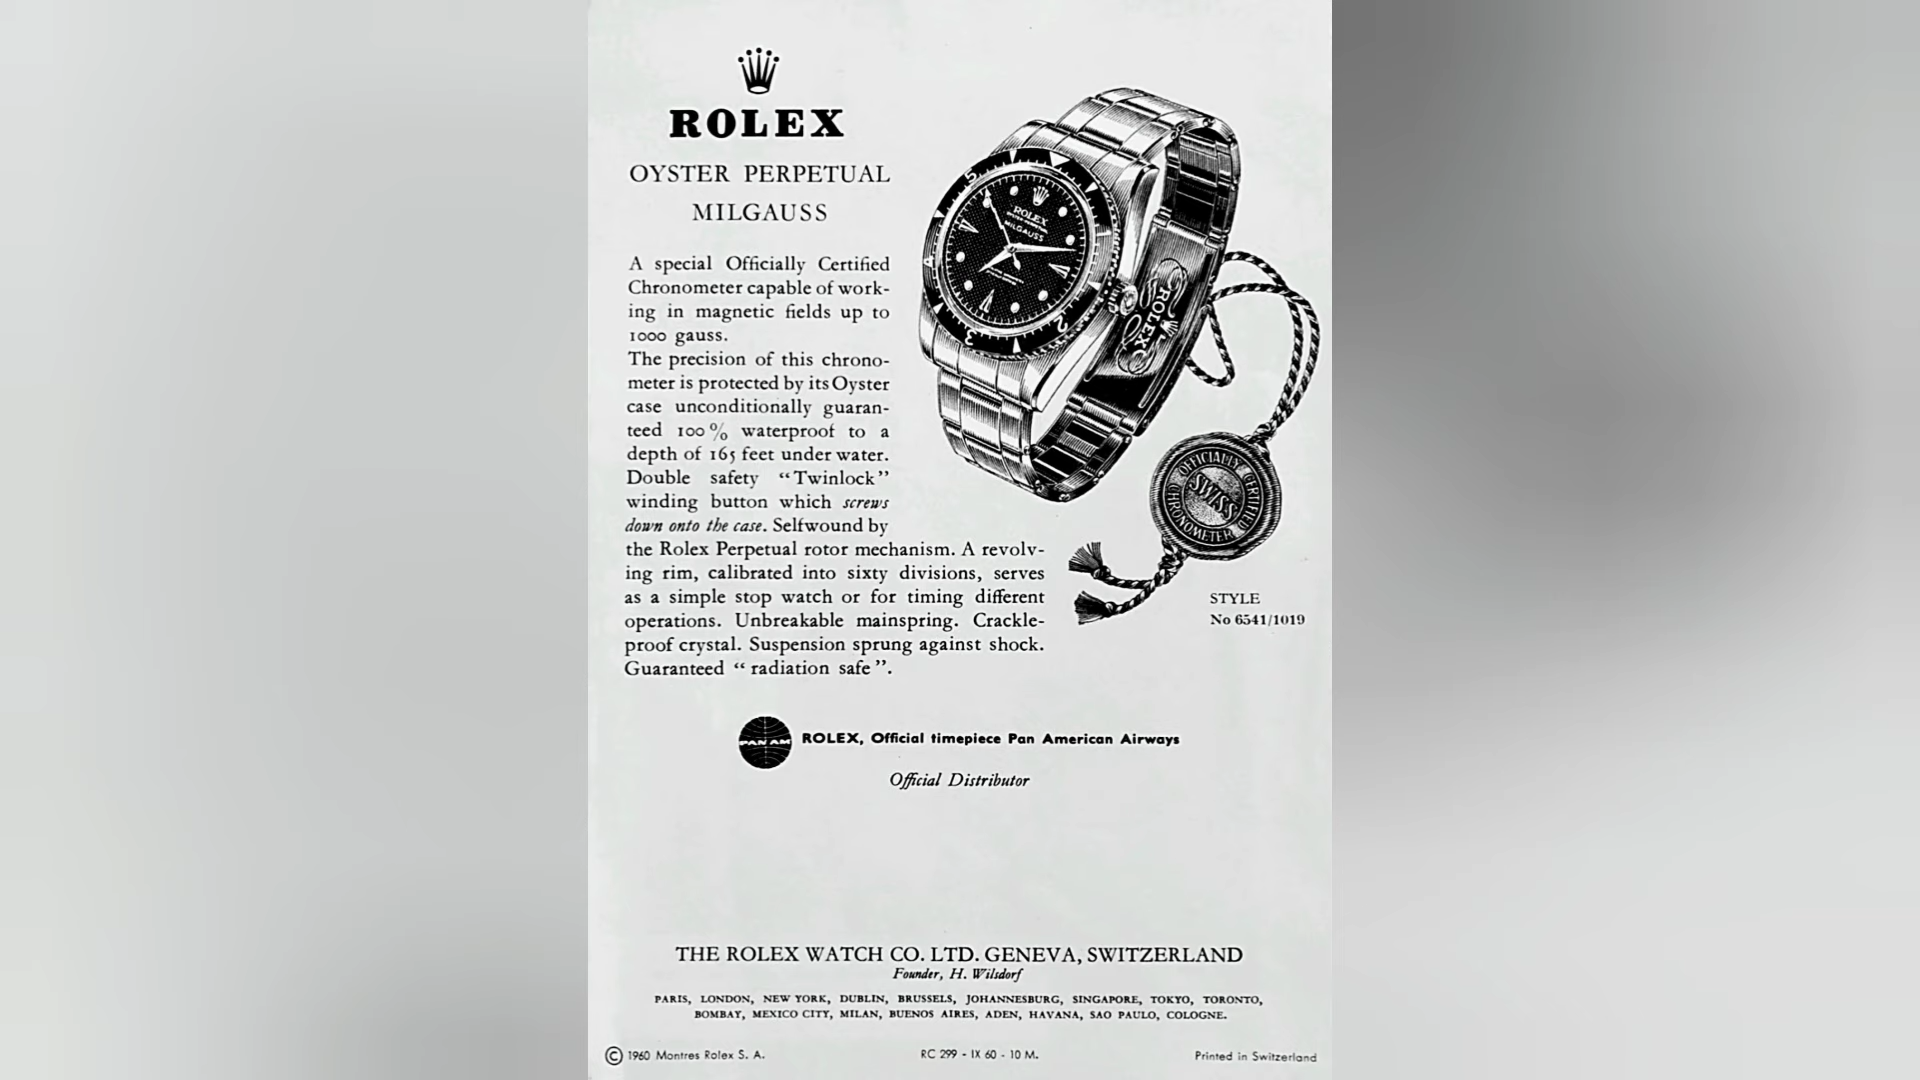 ROLEX
OYSTER PERPETUAL
MILGAUSS
A special Officially Certified
Chronometer capable of work-
ing in magnetic fields up to
1000 gauss.
The precision of this chrono-
meter is protected by its Oyster
case unconditionally guaran-
teed 100% waterproof to a
depth of 165 feet under water.
Double safety “Twinlock”
winding button which screws
down onto the case. Selfwound by
the Rolex Perpetual rotor mechanism. A revolv-
ing rim, calibrated into sixty divisions, serves
as a simple stop watch or for timing different
operations. Unbreakable mainspring. Crackle-
proof crystal. Suspension sprung against shock.
Guaranteed “ radiation safe ”.
5
1
2
3
4
ROLEX
OYSTER PERPETUAL
MILGAUSS
ROLEX
OFFICIALLY CERTIFIED
SWISS
CHRONOMETER
STYLE
No 6541/1019
PAN AM
ROLEX, Official timepiece Pan American Airways
Official Distributor
THE ROLEX WATCH CO. LTD. GENEVA, SWITZERLAND
Founder, H. Wilsdorf
PARIS, LONDON, NEW YORK, DUBLIN, BRUSSELS, JOHANNESBURG, SINGAPORE, TOKYO, TORONTO,
BOMBAY, MEXICO CITY, MILAN, BUENOS AIRES, ADEN, HAVANA, SAO PAULO, COLOGNE.
© 1960 Montres Rolex S. A.
RC 299 - IX 60 - 10 M.
Printed in Switzerland